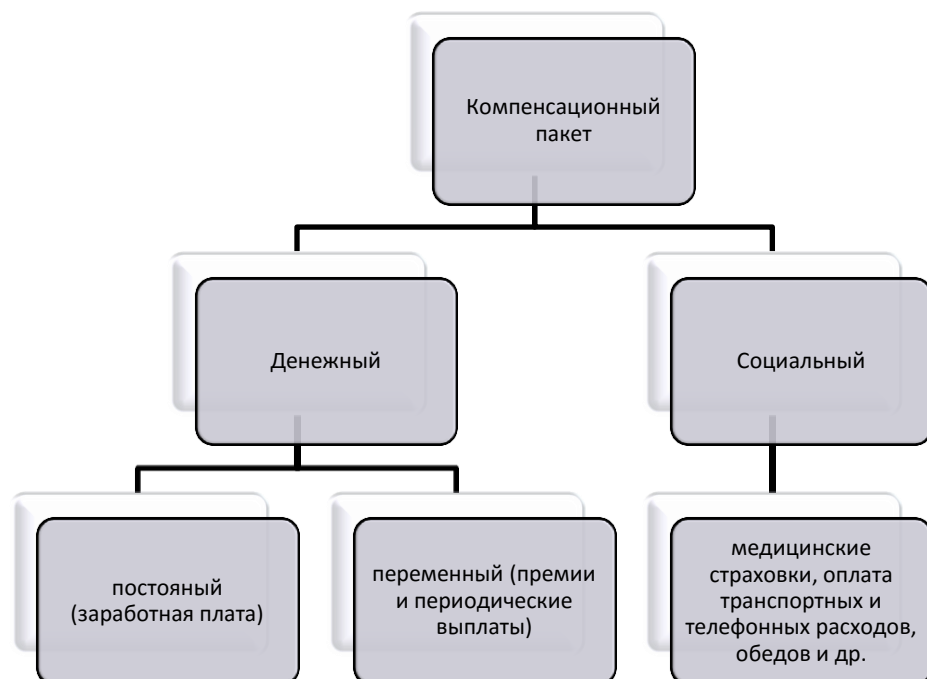 Компенсационный
пакет
Денежный
Социальный
постояный
(заработная плата)
переменный (премии
и периодические
выплаты)
медицинские
страховки, оплата
транспортных и
телефонных расходов,
обедов и др.